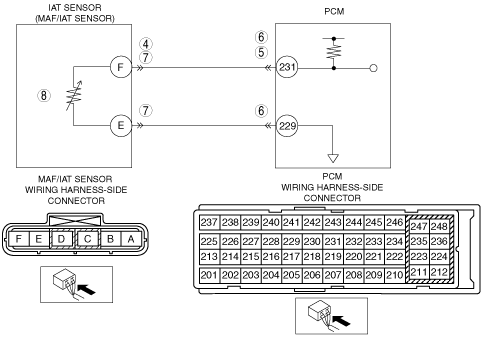 IAT SENSOR
(MAF/IAT SENSOR)
PCM
4
7
6
5
F
231
8
7
6
E
229
MAF/IAT SENSOR
WIRING HARNESS-SIDE
CONNECTOR
PCM
WIRING HARNESS-SIDE
CONNECTOR
F E D C B A
237 238 239 240 241 242 243 244 245 246 247 248
225 226 227 228 229 230 231 232 233 234 235 236
213 214 215 216 217 218 219 220 221 222 223 224
201 202 203 204 205 206 207 208 209 210 211 212